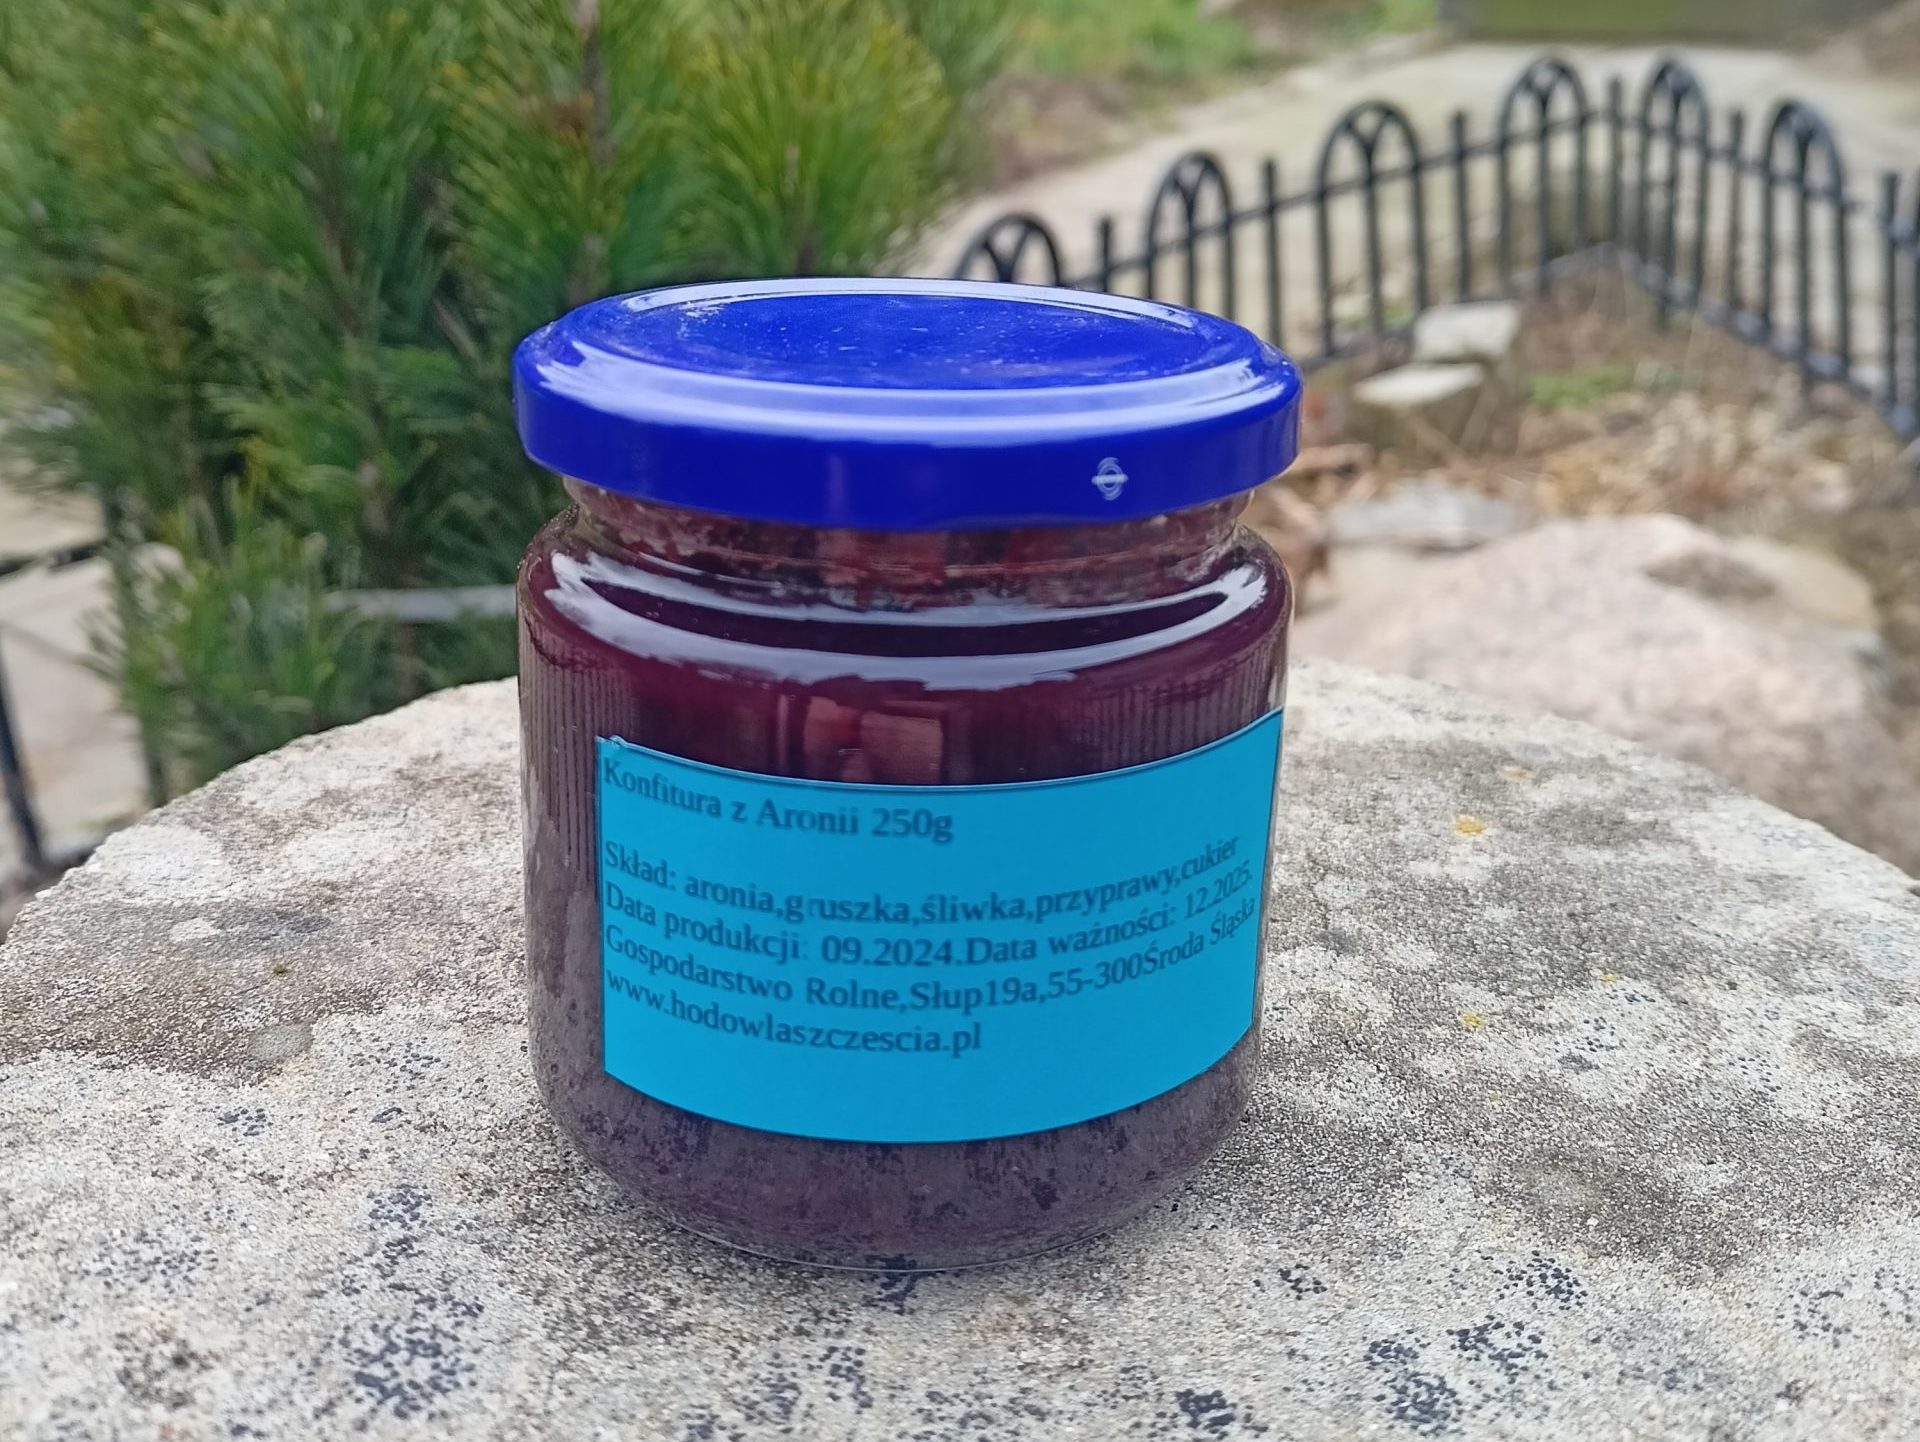 Konfitura z Aronii 250g
Skład: aronia,gruszka,śliwka,przyprawy,cukier
Data produkcji: 09.2024.Data ważności: 12.2025.
Gospodarstwo Rolne,Słup19a,55-300Środa Śląska
www.hodowlaszczescia.pl